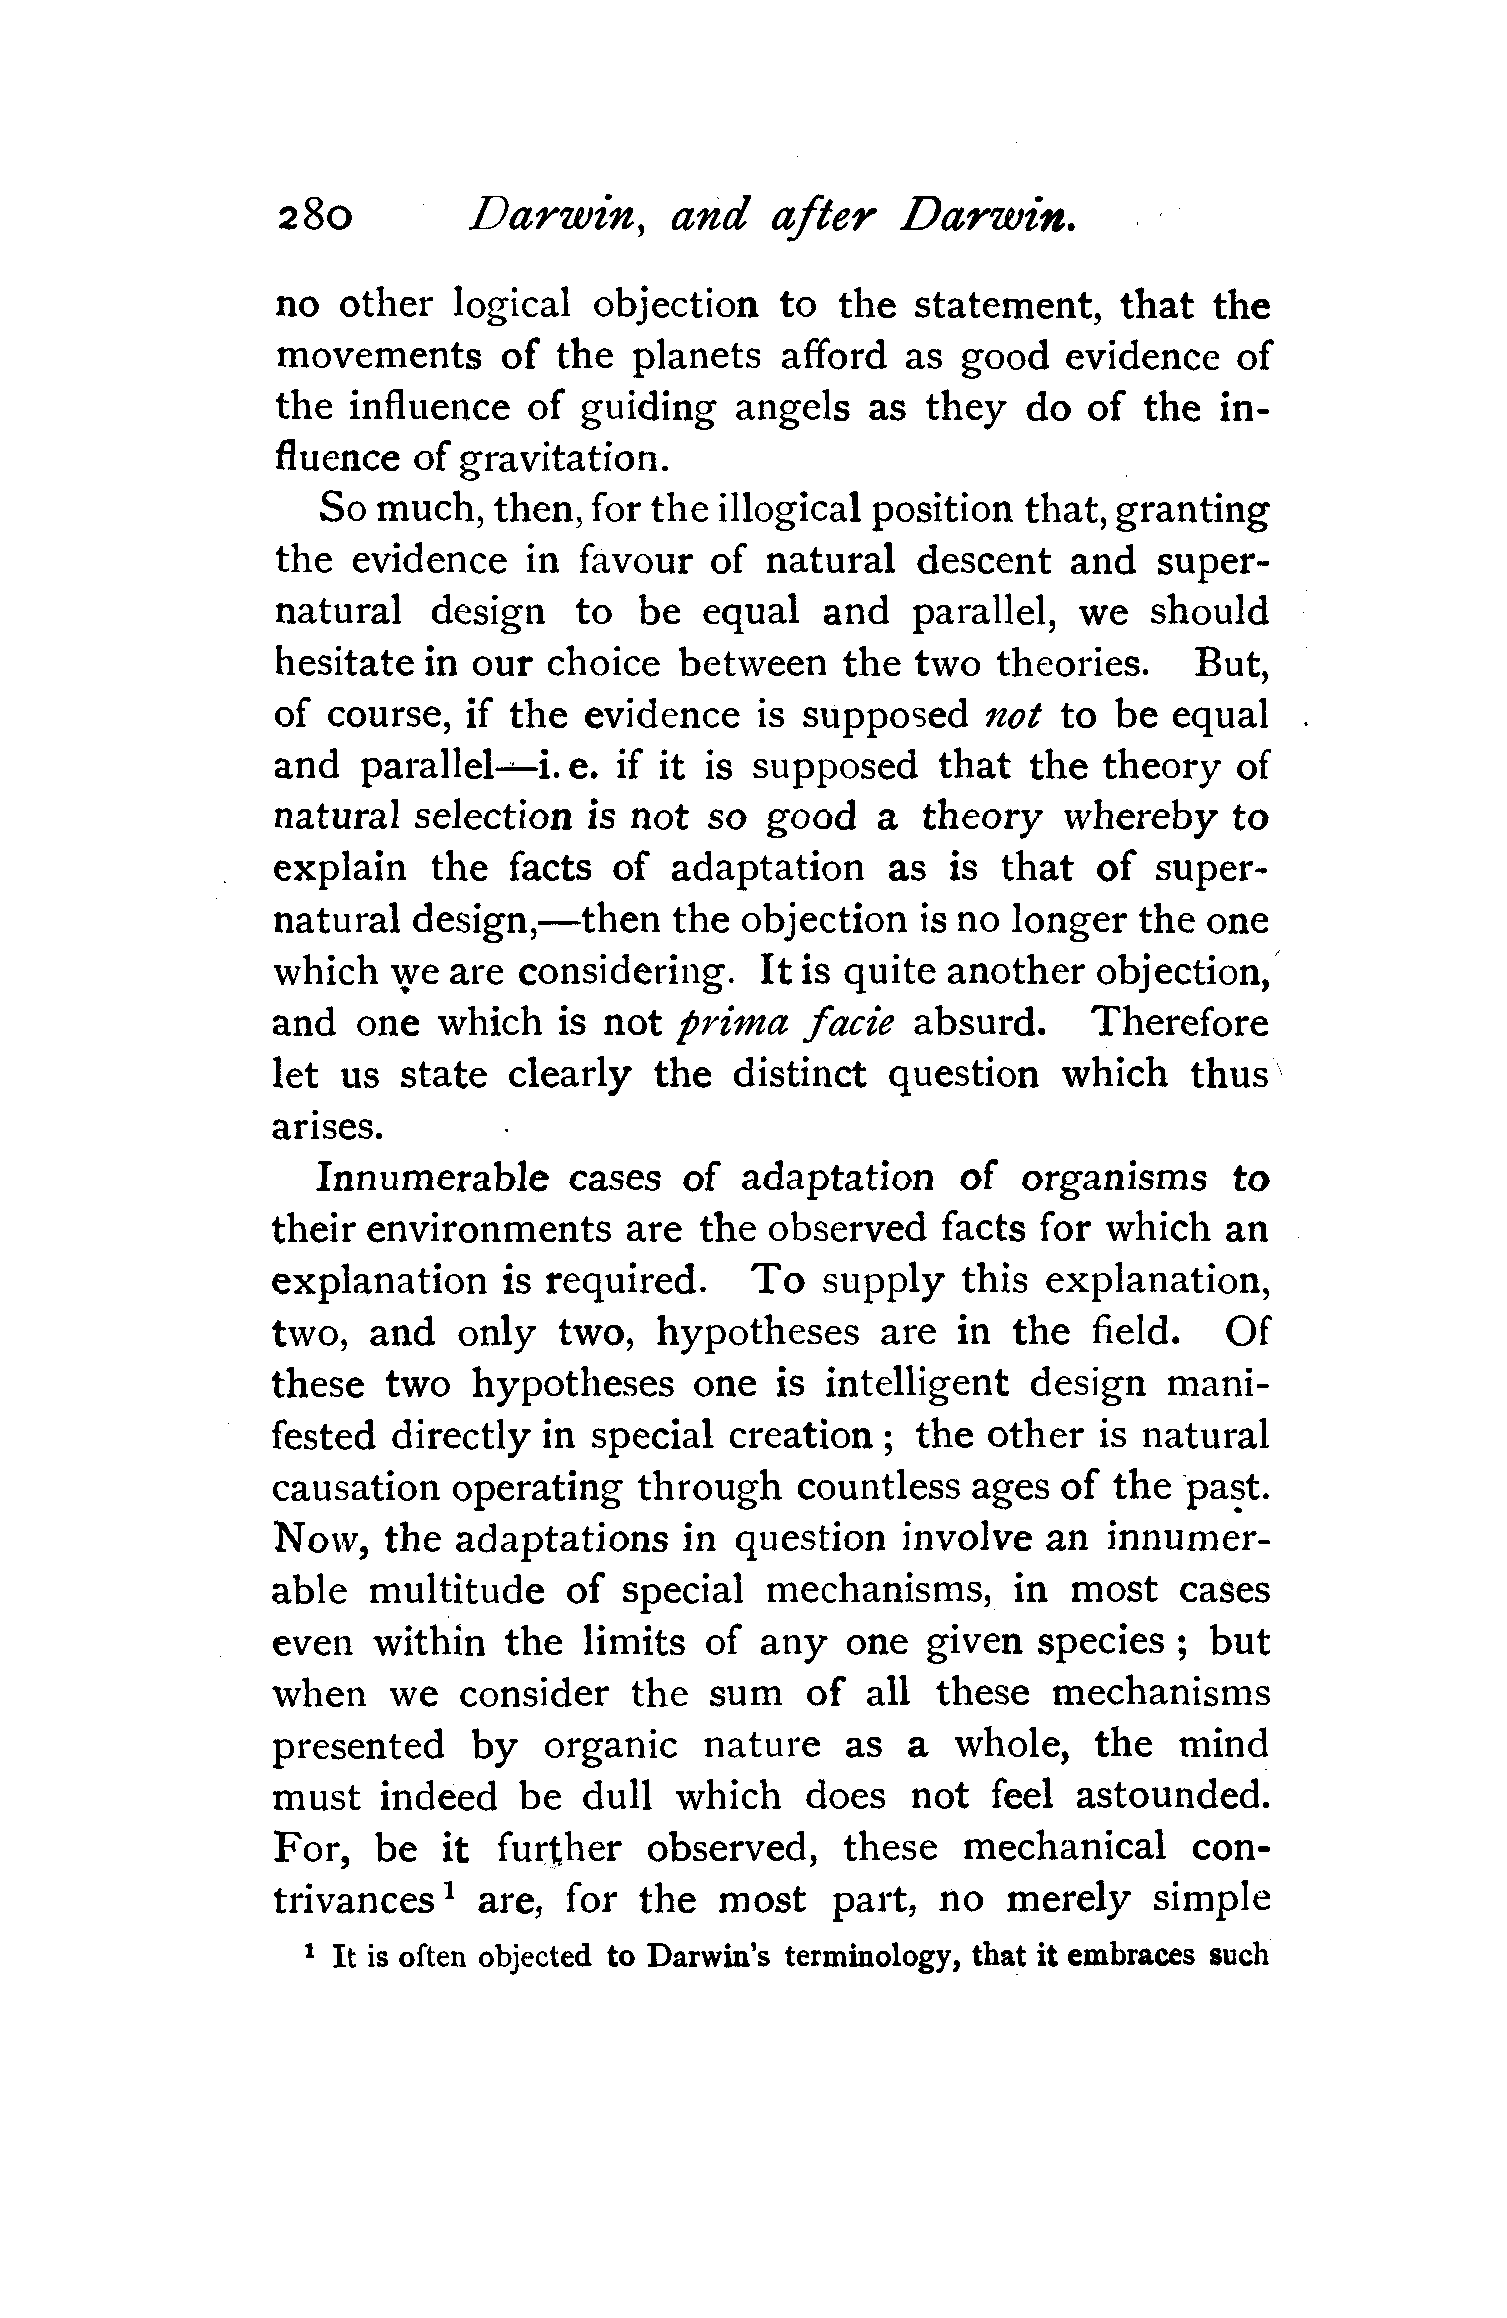 280 Darwin, and after Darwin.
no other logical objection to the statement, that the
movements of the planets afford as good evidence of
the influence of guiding angels as they do of the in-
fluence of gravitation.
So much, then, for the illogical position that, granting
the evidence in favour of natural descent and super-
natural design to be equal and parallel, we should
hesitate in our choice between the two theories. But,
of course, if the evidence is supposed not to be equal
and parallel—i. e. if it is supposed that the theory of
natural selection is not so good a theory whereby to
explain the facts of adaptation as is that of super-
natural design,—then the objection is no longer the one
which we are considering. It is quite another objection,
and one which is not prima facie absurd. Therefore
let us state clearly the distinct question which thus
arises.
Innumerable cases of adaptation of organisms to
their environments are the observed facts for which an
explanation is required. To supply this explanation,
two, and only two, hypotheses are in the field. Of
these two hypotheses one is intelligent design mani-
fested directly in special creation ; the other is natural
causation operating through countless ages of the past.
Now, the adaptations in question involve an innumer-
able multitude of special mechanisms, in most cases
even within the limits of any one given species ; but
when we consider the sum of all these mechanisms
presented by organic nature as a whole, the mind
must indeed be dull which does not feel astounded.
For, be it further observed, these mechanical con-
trivances ¹ are, for the most part, no merely simple
¹ It is often objected to Darwin's terminology, that it embraces such